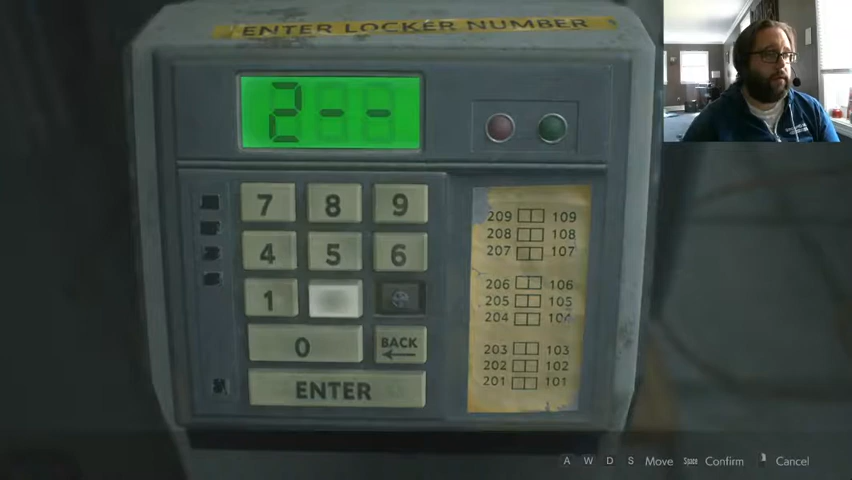 ENTER LOCKER NUMBER
2--
7 8 9
4 5 6
1
0 BACK
ENTER
209 109
208 108
207 107
206 106
205 105
204 104
203 103
202 102
201 101
A W D S Move Space Confirm Cancel